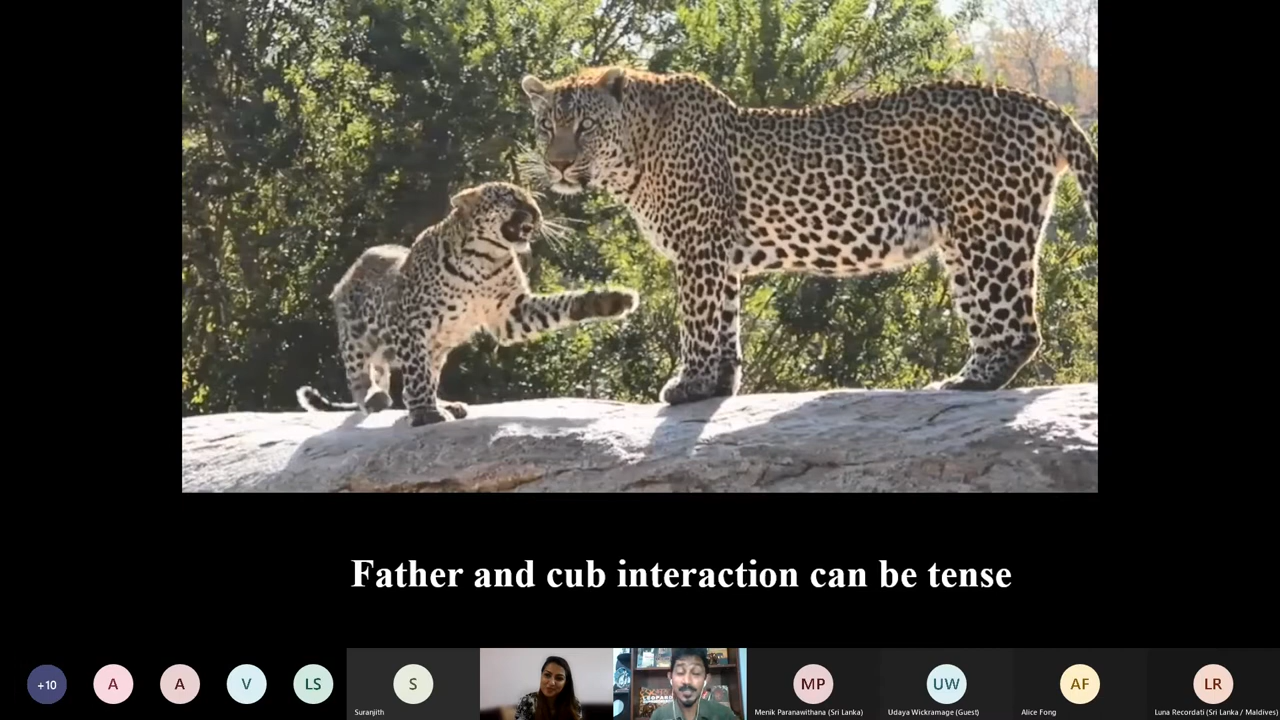 Father and cub interaction can be tense
+10
A
A
V
LS
S
Suranjith
MP
Menik Paranawithana (Sri Lanka)
UW
Udaya Wickramage (Guest)
AF
Alice Fong
LR
Luna Recordati (Sri Lanka / Maldives)